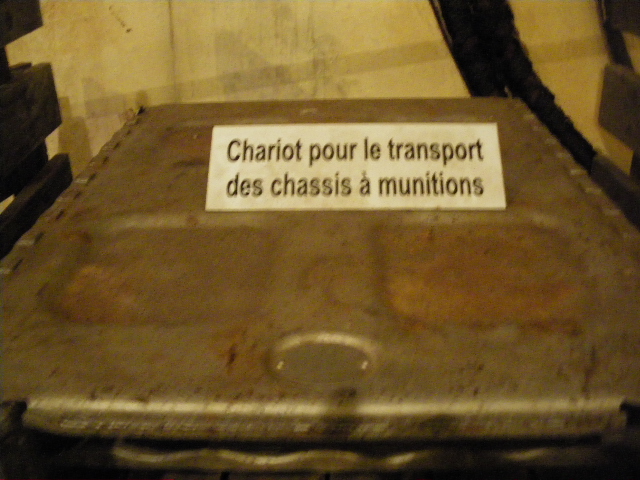 Chariot pour le transport
des chassis à munitions